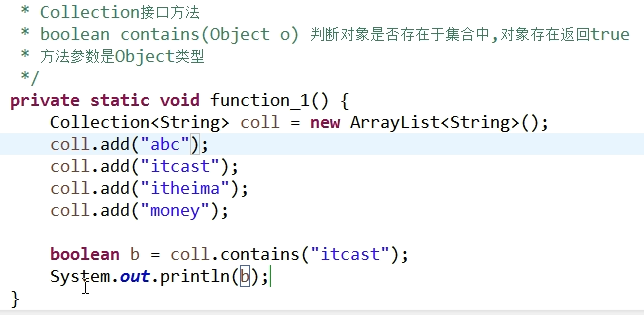 * Collection接口方法
* boolean contains(Object o) 判断对象是否存在于集合中,对象存在返回true
* 方法参数是Object类型
*/
private static void function_1() {
Collection<String> coll = new ArrayList<String>();
coll.add("abc");
coll.add("itcast");
coll.add("itheima");
coll.add("money");
boolean b = coll.contains("itcast");
System.out.println(b);
}